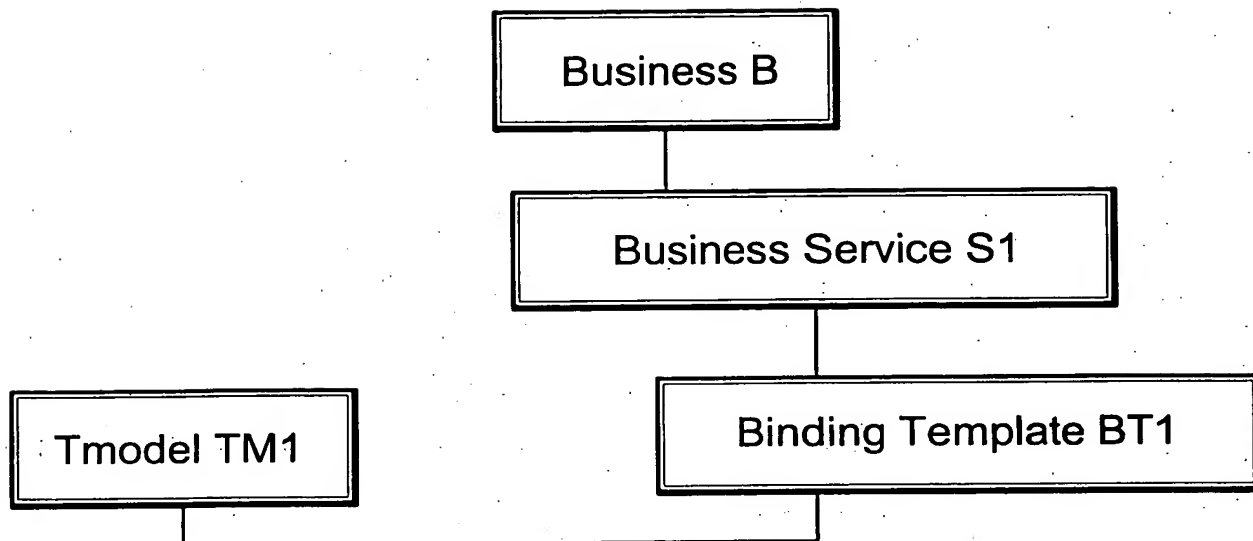 Business B
Business Service S1
Tmodel TM1
Binding Template BT1